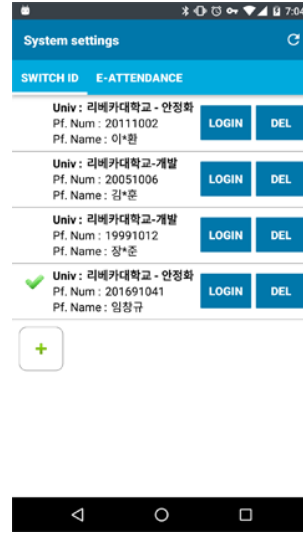 7:04
System settings
SWITCH ID E-ATTENDANCE
Univ : 리베카대학교 - 안정화
Pf. Num : 20111002
Pf. Name : 이*환
LOGIN DEL
Univ : 리베카대학교-개발
Pf. Num : 20051006
Pf. Name : 김*훈
LOGIN DEL
Univ : 리베카대학교-개발
Pf. Num : 19991012
Pf. Name : 장*준
LOGIN DEL
Univ : 리베카대학교 - 안정화
Pf. Num : 201691041
Pf. Name : 임창규
LOGIN DEL
+